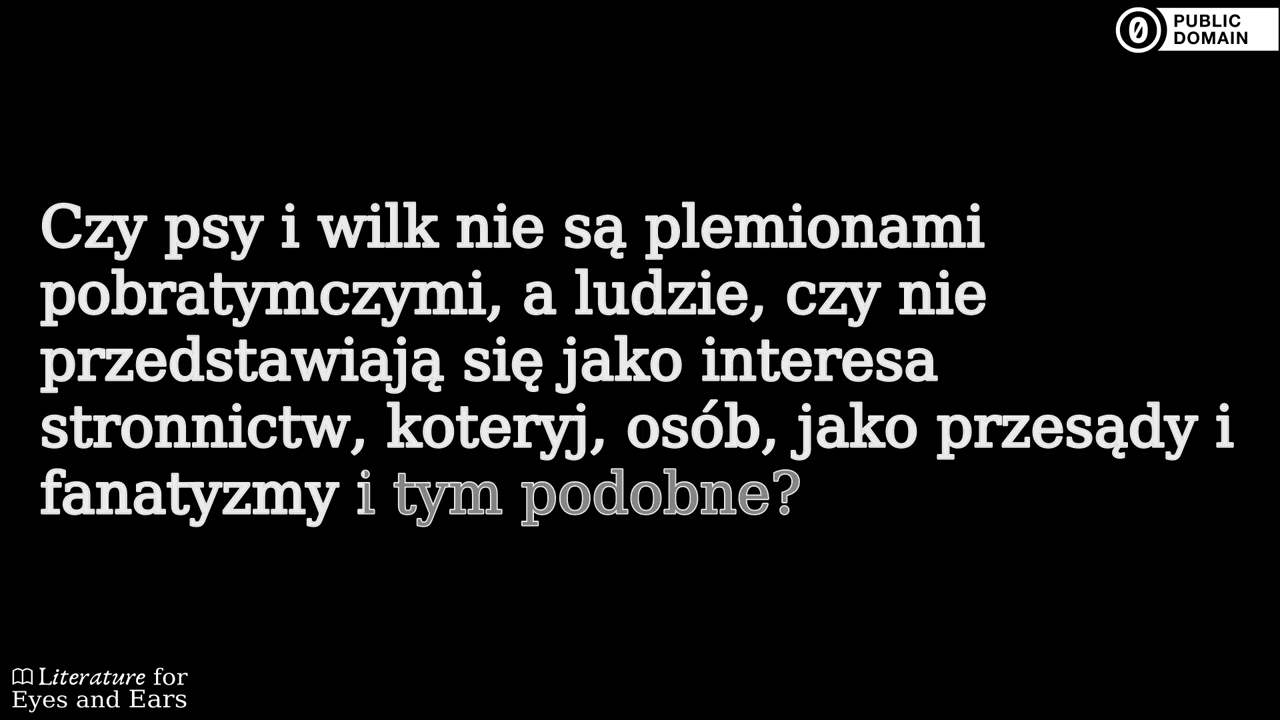 PUBLIC
DOMAIN
Czy psy i wilk nie są plemionami
pobratymczymi, a ludzie, czy nie
przedstawiają się jako interesa
stronnictw, koteryj, osób, jako przesądy i
fanatyzmy i tym podobne?
Literature for
Eyes and Ears